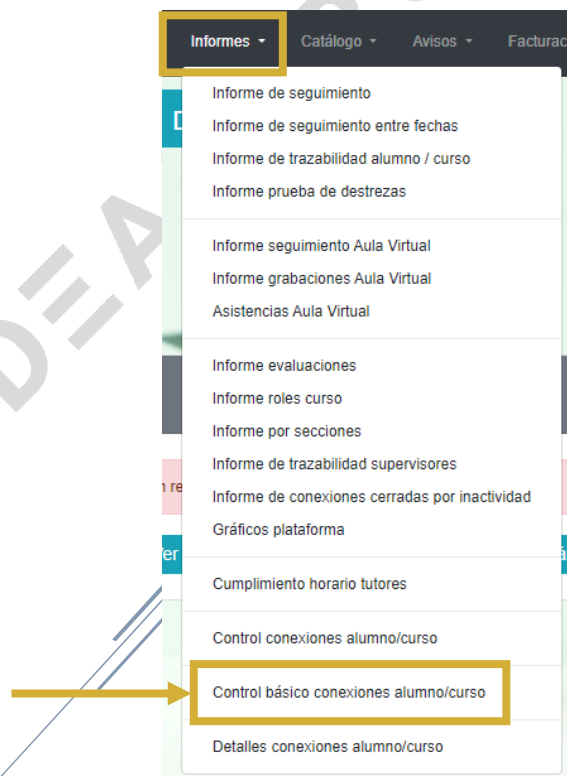 Informes Catálogo Avisos
Informe de seguimiento
Informe de seguimiento entre fechas
Informe de trazabilidad alumno / curso
Informe prueba de destrezas
Informe seguimiento Aula Virtual
Informe grabaciones Aula Virtual
Asistencias Aula Virtual
Informe evaluaciones
Informe roles curso
Informe por secciones
Informe de trazabilidad supervisores
Informe de conexiones cerradas por inactividad
Gráficos plataforma
Cumplimiento horario tutores
Control conexiones alumno/curso
Control básico conexiones alumno/curso
Detalles conexiones alumno/curso